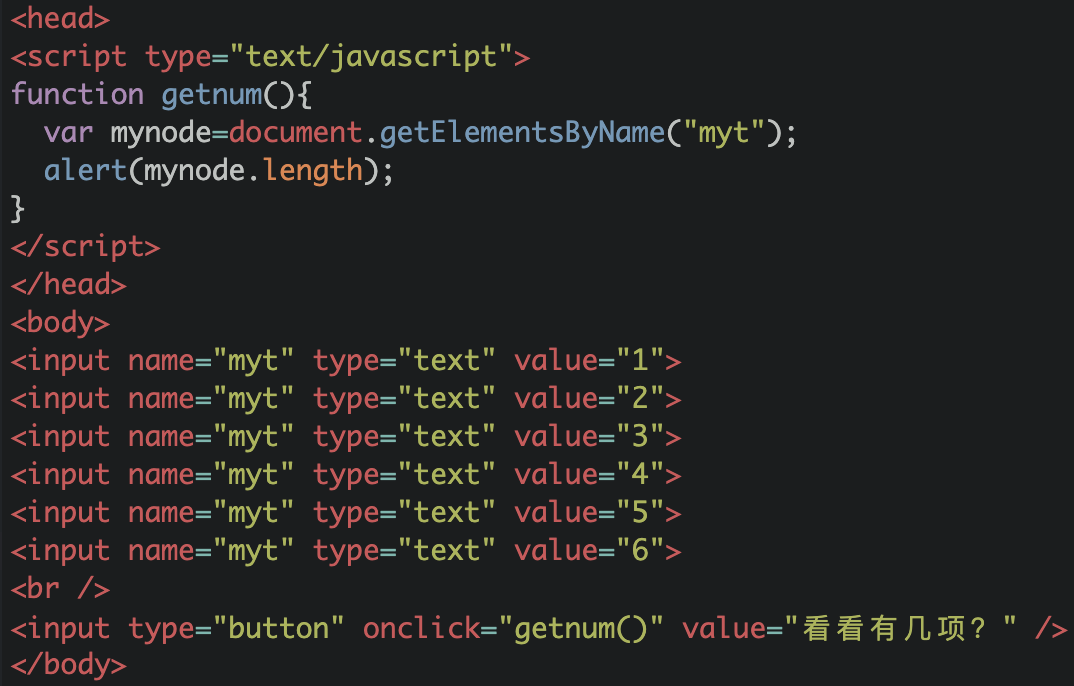 <head>
<script type="text/javascript">
function getnum(){
  var mynode=document.getElementsByName("myt");
  alert(mynode.length);
}
</script>
</head>
<body>
<input name="myt" type="text" value="1">
<input name="myt" type="text" value="2">
<input name="myt" type="text" value="3">
<input name="myt" type="text" value="4">
<input name="myt" type="text" value="5">
<input name="myt" type="text" value="6">
<br />
<input type="button" onclick="getnum()" value="看看有几项？" />
</body>